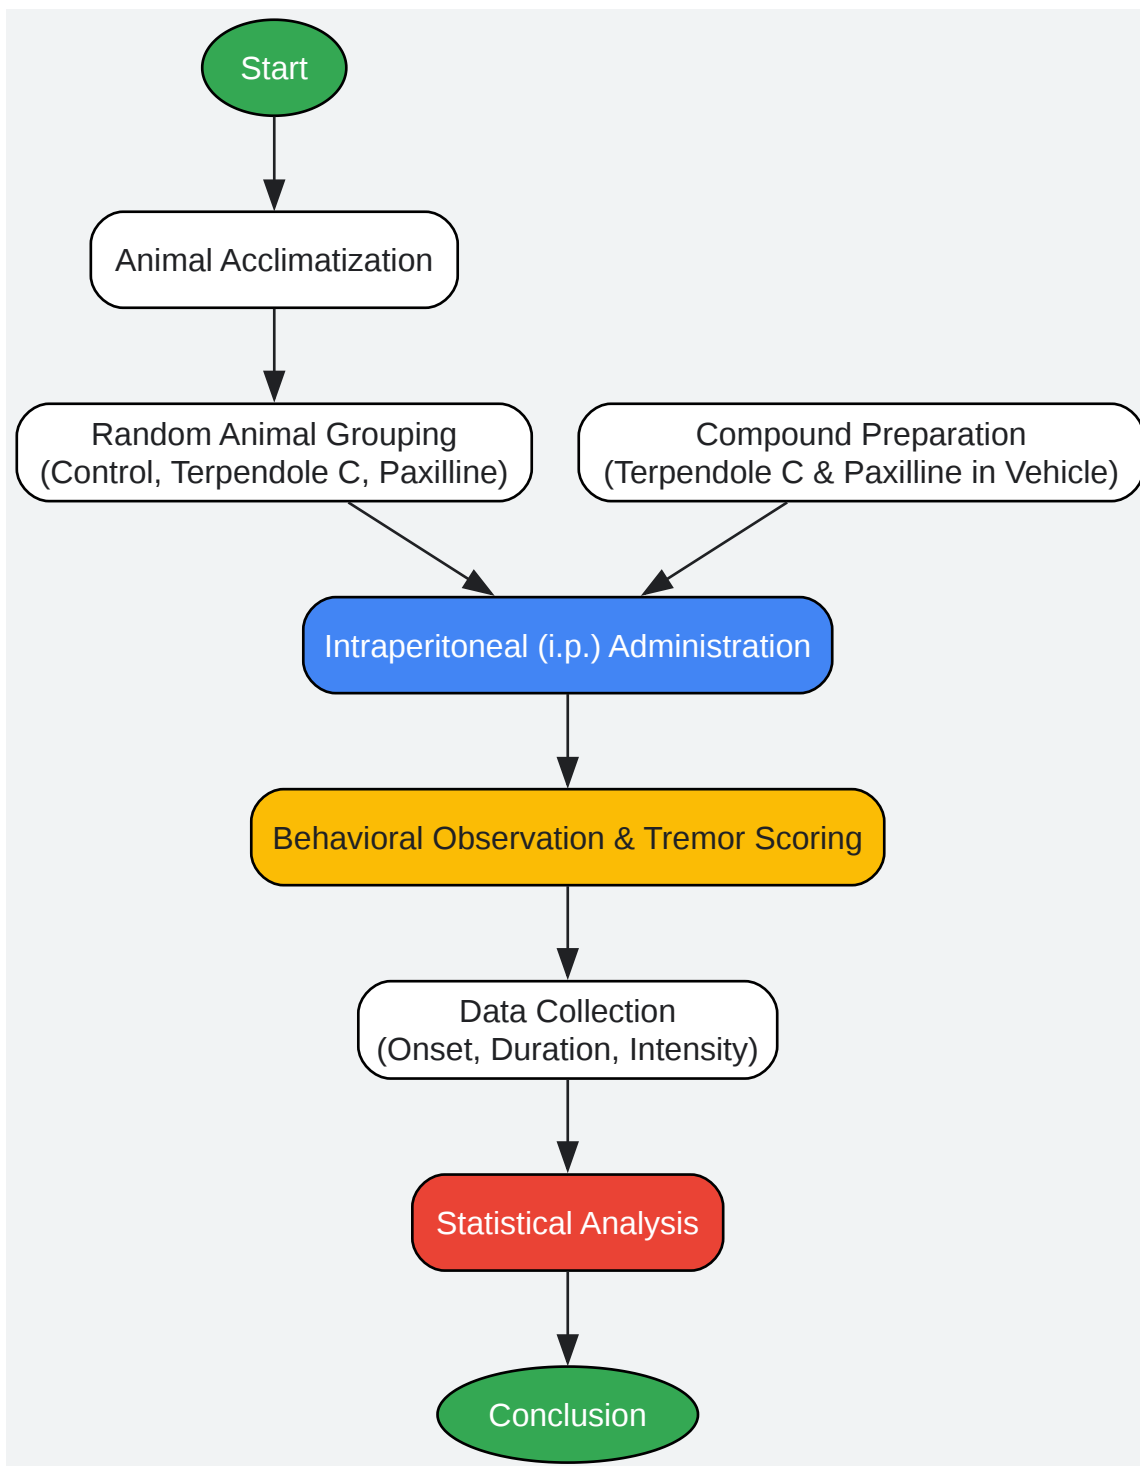 Start
Animal Acclimatization
Random Animal Grouping
(Control, Terpendole C, Paxilline)
Compound Preparation
(Terpendole C & Paxilline in Vehicle)
Intraperitoneal (i.p.) Administration
Behavioral Observation & Tremor Scoring
Data Collection
(Onset, Duration, Intensity)
Statistical Analysis
Conclusion